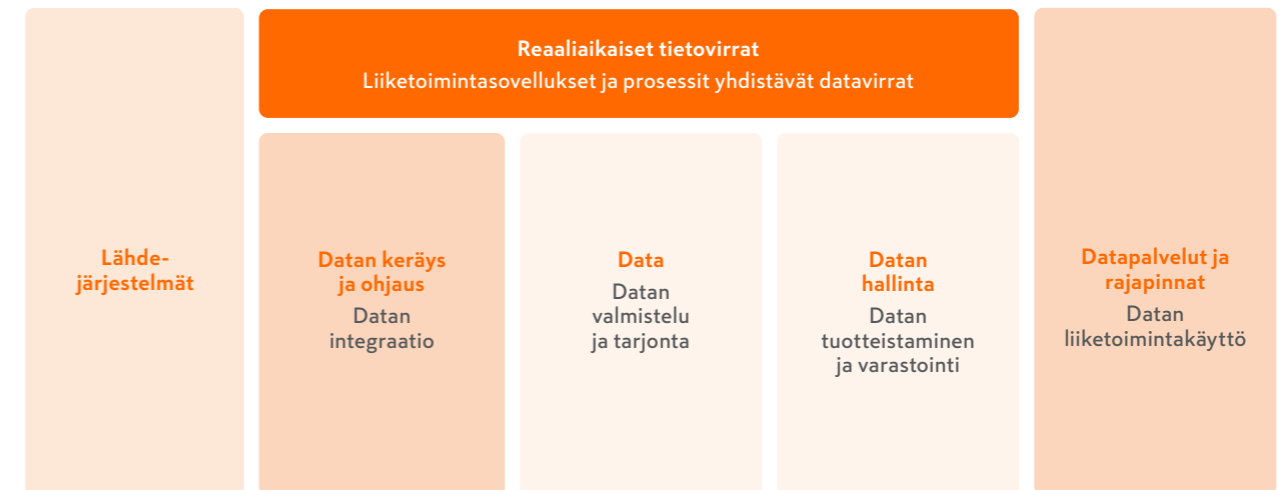 Reaaliaikaiset tietovirrat
Liiketoimintasovellukset ja prosessit yhdistävät datavirrat
Lähde-
järjestelmät
Datan keräys
ja ohjaus
Datan
integraatio
Data
Datan
valmistelu
ja tarjonta
Datan
hallinta
Datan
tuotteistaminen
ja varastointi
Datapalvelut ja
rajapinnat
Datan
liiketoimintakäyttö